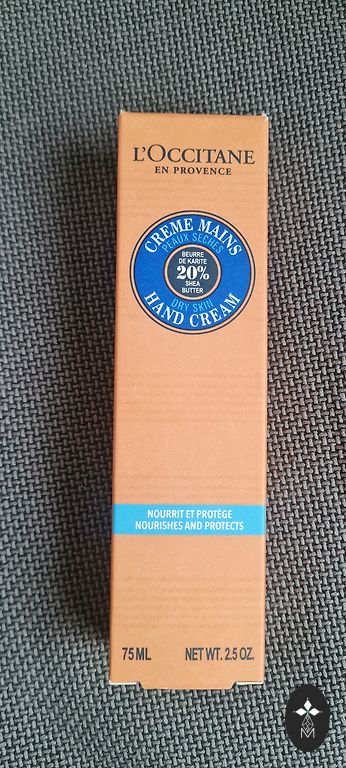 L'OCCITANE
EN PROVENCE
CREME MAINS
PEAUX SECHES
BEURRE
DE KARITE
20%
SHEA
BUTTER
DRY SKIN
HAND CREAM
NOURRIT ET PROTÈGE
NOURISHES AND PROTECTS
75 ML NET WT. 2.5 OZ.